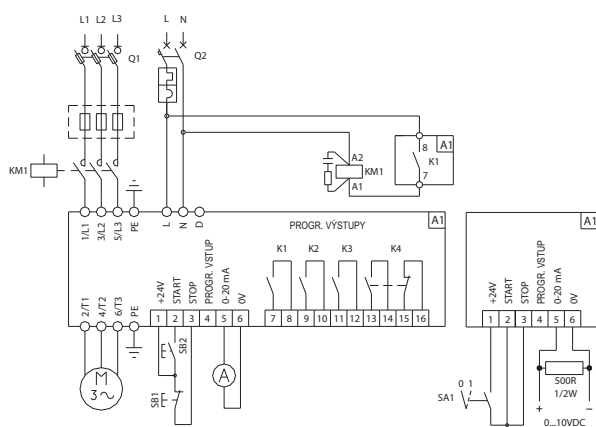 L1 L2 L3
L N
Q1
Q2
KM1
A2
KM1
A1
8 A1
K1
7
1/L1
3/L2
5/L3
PE
L
N
D
PROGR. VÝSTUPY
A1
K1 K2 K3 K4
2/T1
4/T2
6/T3
PE
+24V
START
STOP
PROGR. VSTUP
0-20 mA
0V
1 2 3 4 5 6
7 8 9 10 11 12 13 14 15 16
M
3~
SB2
SB1
A
A1
+24V
START
STOP
PROGR. VSTUP
0-20 mA
0V
1 2 3 4 5 6
0 1
SA1
500R
1/2W
+ −
0...10VDC